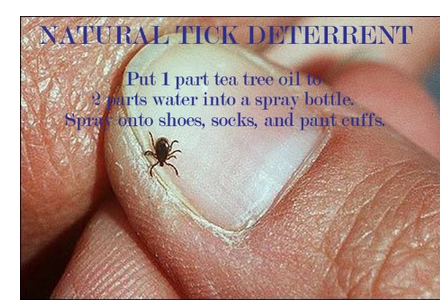 NATURAL TICK DETERRENT
Put 1 part tea tree oil to
2 parts water into a spray bottle.
Spray onto shoes, socks, and pant cuffs.